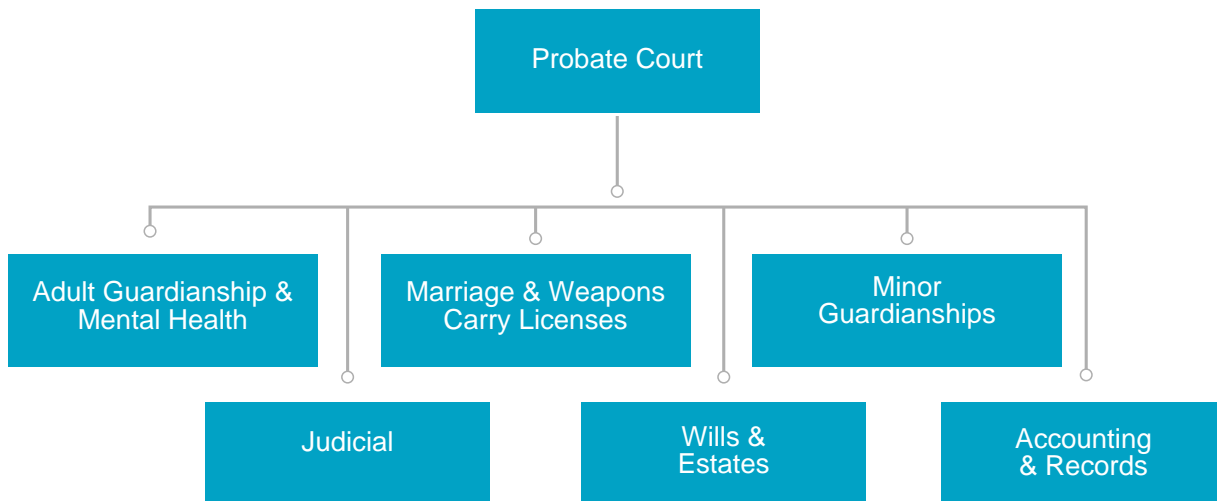 Probate Court
Adult Guardianship &
Mental Health
Marriage & Weapons
Carry Licenses
Minor
Guardianships
Judicial
Wills &
Estates
Accounting
& Records